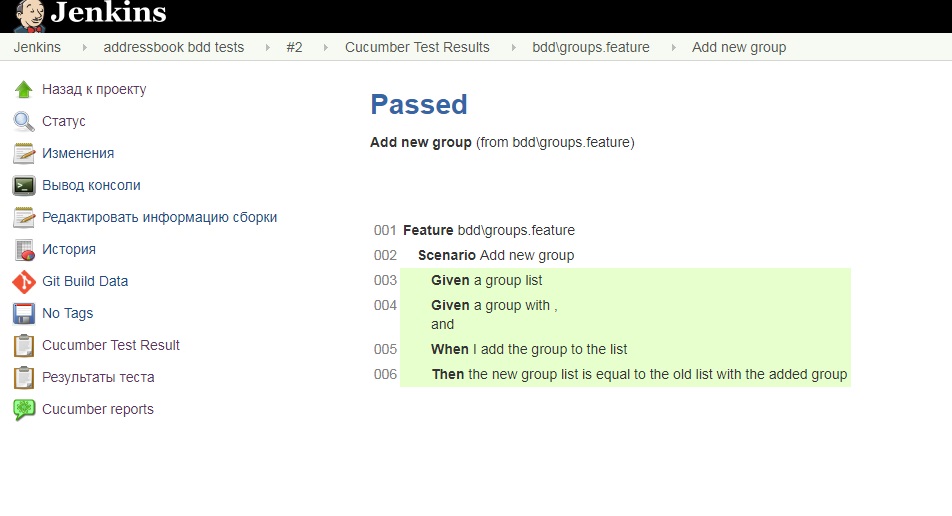 Jenkins
Jenkins addressbook bdd tests #2 Cucumber Test Results bdd\groups.feature Add new group
Назад к проекту
Статус
Изменения
Вывод консоли
Редактировать информацию сборки
История
Git Build Data
No Tags
Cucumber Test Result
Результаты теста
Cucumber reports
Passed
Add new group (from bdd\groups.feature)
001 Feature bdd\groups.feature
002 Scenario Add new group
003 Given a group list
004 Given a group with ,
and
005 When I add the group to the list
006 Then the new group list is equal to the old list with the added group